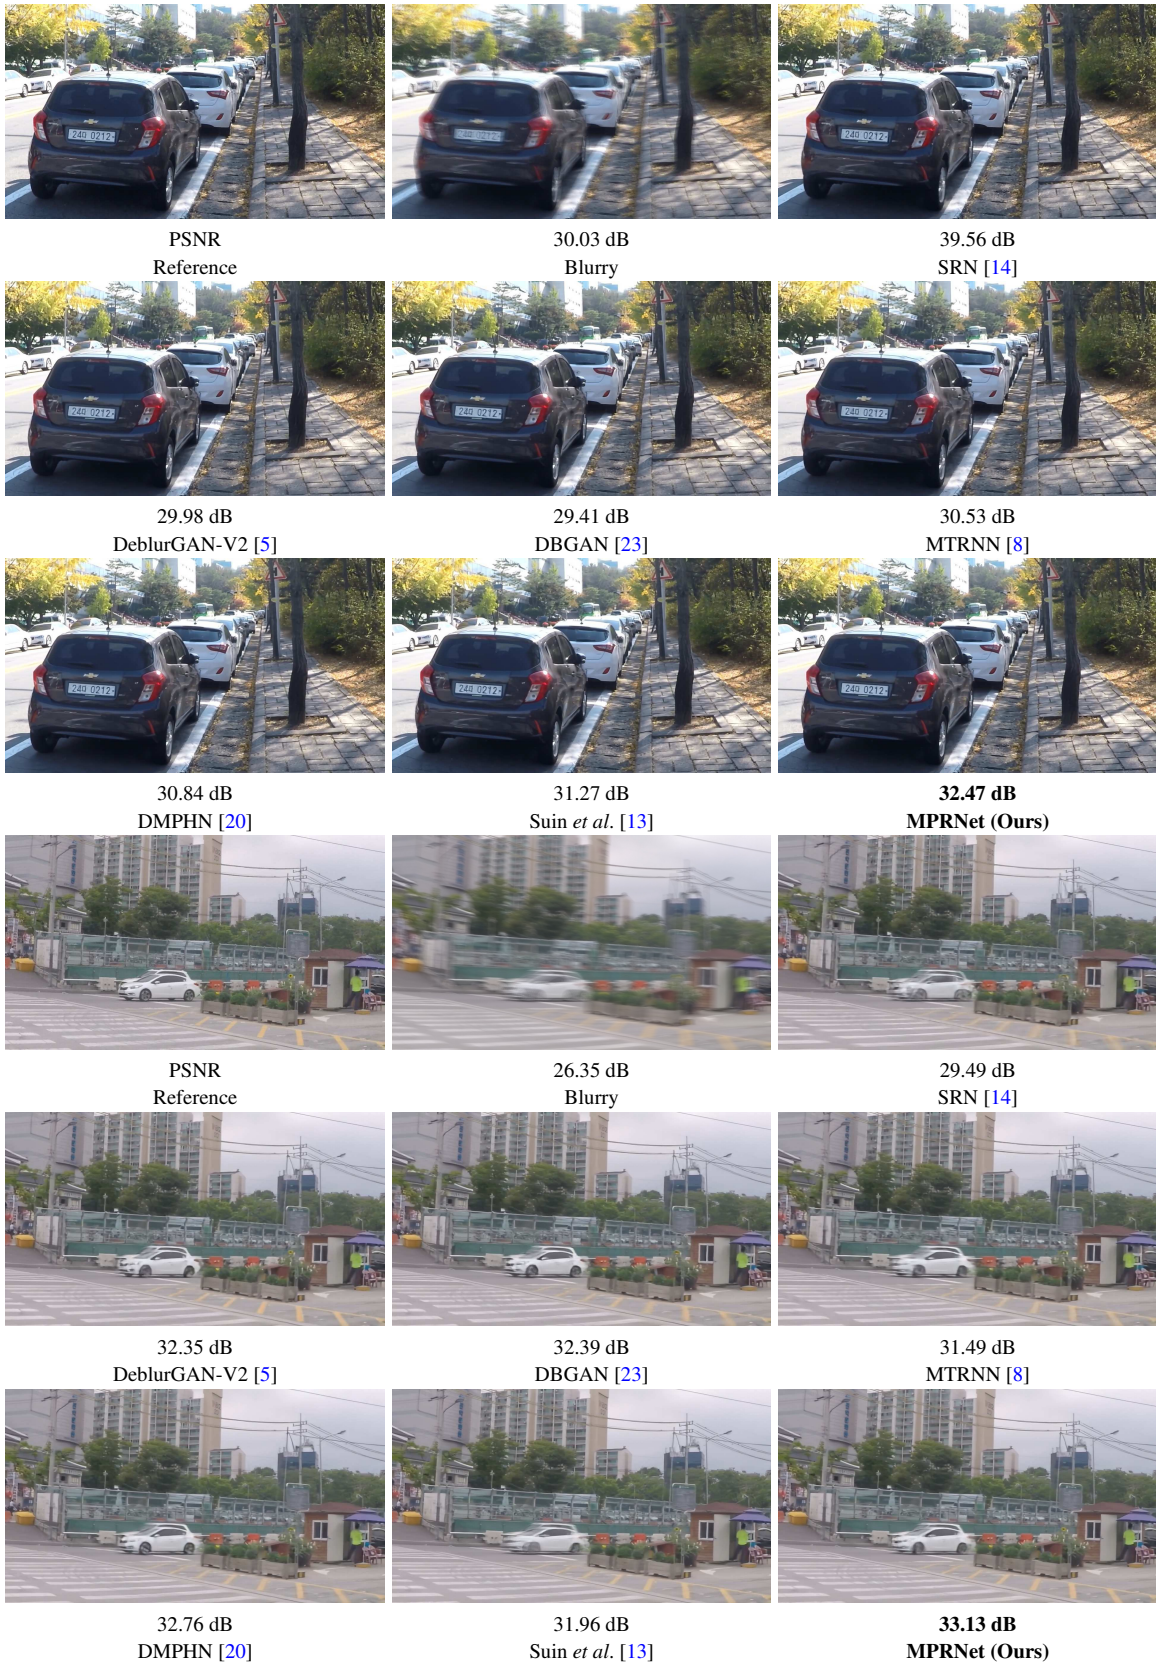 240 0212
240 0212
PSNR
30.03 dB
39.56 dB
Reference
Blurry
SRN [14]
240 0212
240 0212
240 0212
29.98 dB
29.41 dB
30.53 dB
DeblurGAN-V2 [5]
DBGAN [23]
MTRNN [8]
240 0212
240 0212
240 0212
30.84 dB
31.27 dB
32.47 dB
DMPHN [20]
Suin et al. [13]
MPRNet (Ours)
PSNR
26.35 dB
29.49 dB
Reference
Blurry
SRN [14]
32.35 dB
32.39 dB
31.49 dB
DeblurGAN-V2 [5]
DBGAN [23]
MTRNN [8]
32.76 dB
31.96 dB
33.13 dB
DMPHN [20]
Suin et al. [13]
MPRNet (Ours)